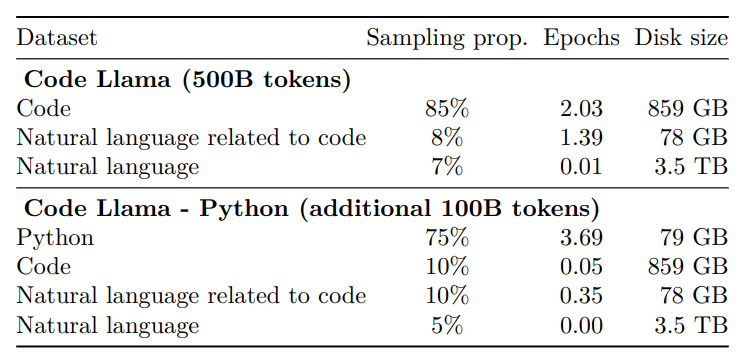 Dataset Sampling prop. Epochs Disk size
Code Llama (500B tokens)
Code 85% 2.03 859 GB
Natural language related to code 8% 1.39 78 GB
Natural language 7% 0.01 3.5 TB
Code Llama - Python (additional 100B tokens)
Python 75% 3.69 79 GB
Code 10% 0.05 859 GB
Natural language related to code 10% 0.35 78 GB
Natural language 5% 0.00 3.5 TB